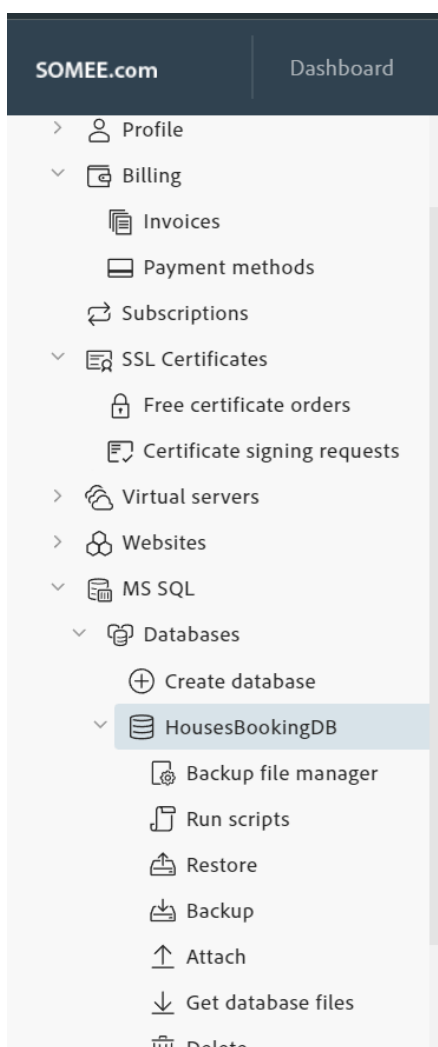 SOMEE.com Dashboard
Profile
Billing
Invoices
Payment methods
Subscriptions
SSL Certificates
Free certificate orders
Certificate signing requests
Virtual servers
Websites
MS SQL
Databases
Create database
HousesBookingDB
Backup file manager
Run scripts
Restore
Backup
Attach
Get database files
Delete